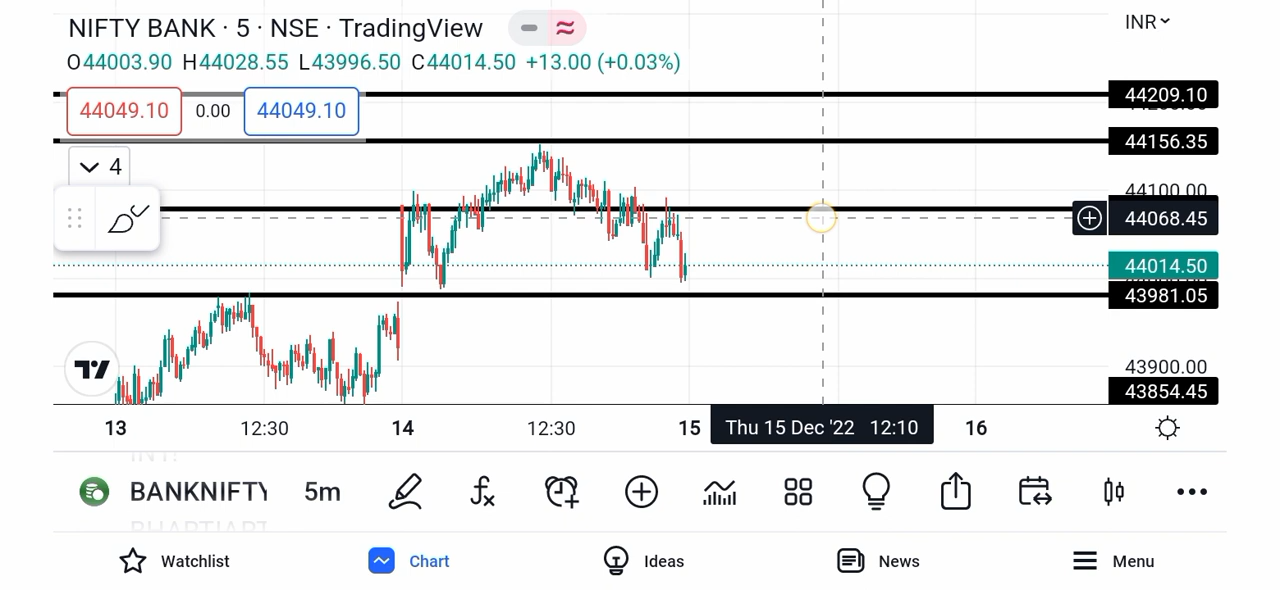 NIFTY BANK · 5 · NSE · TradingView
O44003.90 H44028.55 L43996.50 C44014.50 +13.00 (+0.03%)
INR
44049.10 0.00 44049.10
4
44209.10
44156.35
44100.00
44068.45
44014.50
43981.05
43900.00
43854.45
13 12:30 14 12:30 15 Thu 15 Dec '22 12:10 16
BANKNIFTY 5m
Watchlist Chart Ideas News Menu